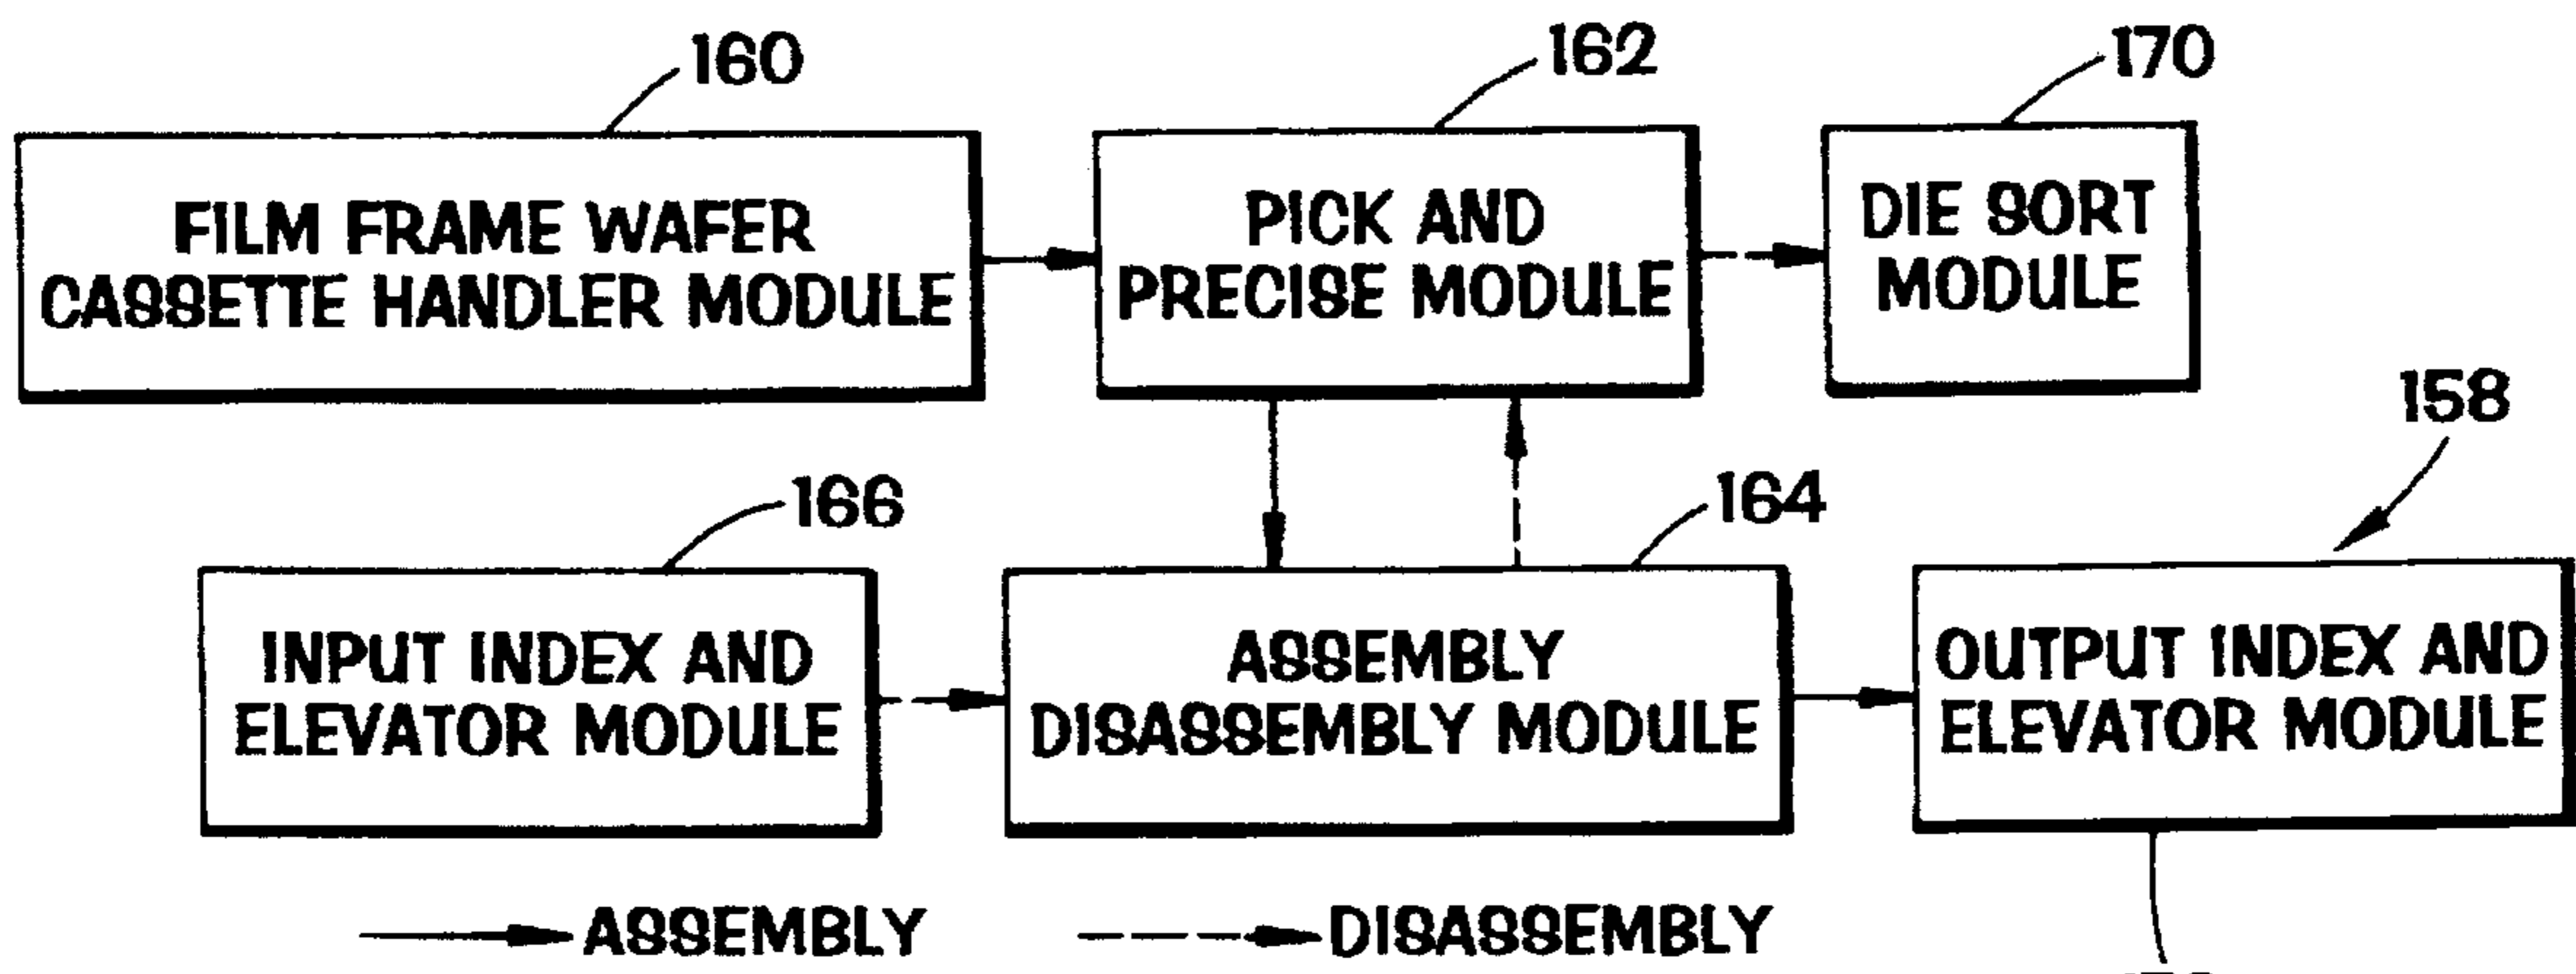 160
162
170
FILM FRAME WAFER
CASSETTE HANDLER MODULE
PICK AND
PRECISE MODULE
DIE SORT
MODULE
158
166
164
INPUT INDEX AND
ELEVATOR MODULE
ASSEMBLY
DISASSEMBLY MODULE
OUTPUT INDEX AND
ELEVATOR MODULE
ASSEMBLY
DISASSEMBLY